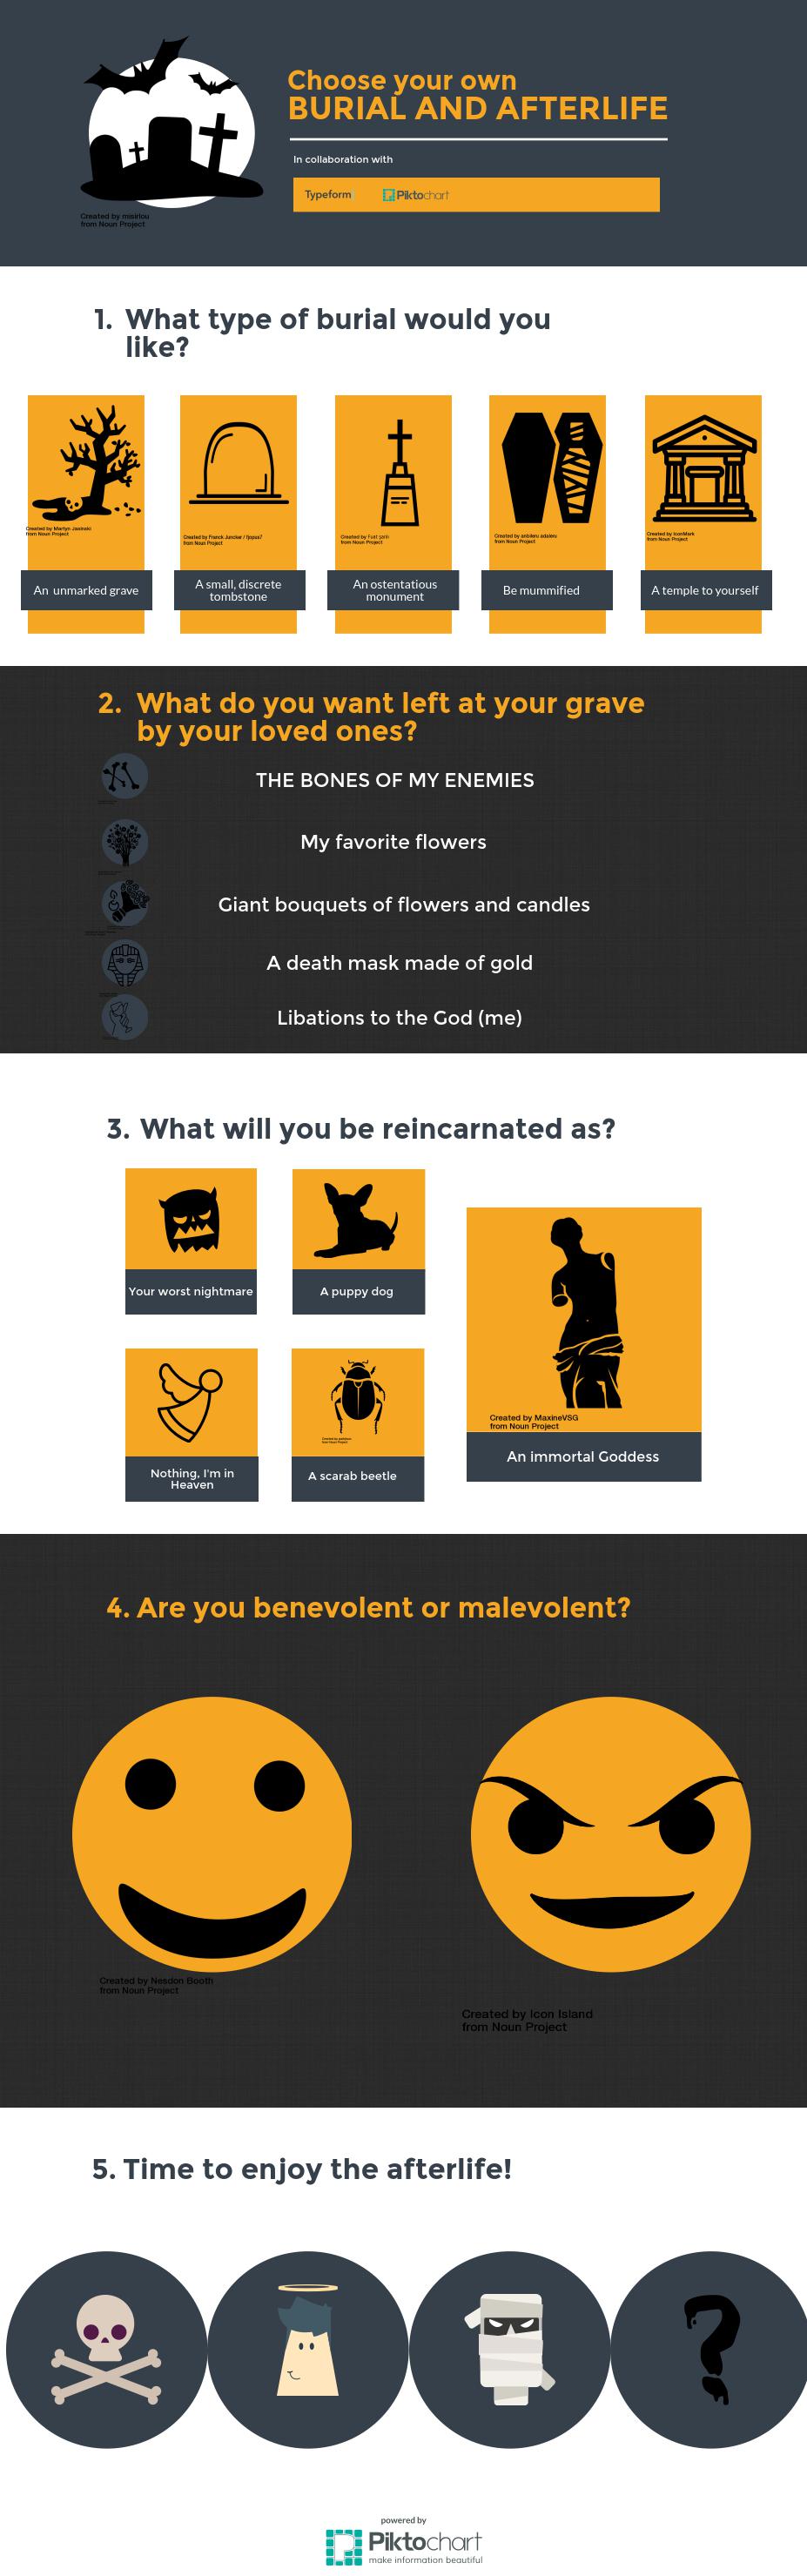 Choose your own
BURIAL AND AFTERLIFE
In collaboration with
Typeform
Piktochart
Created by misirlou
from Noun Project
1. What type of burial would you
like?
Created by Martyn Jasinski
from Noun Project
Created by Franck Juncker
from Noun Project
Created by
from Noun Project
Created by
from Noun Project
Created by IconMark
from Noun Project
An unmarked grave
A small, discrete
tombstone
An ostentatious
monument
Be mummified
A temple to yourself
2. What do you want left at your grave
by your loved ones?
THE BONES OF MY ENEMIES
My favorite flowers
Giant bouquets of flowers and candles
A death mask made of gold
Libations to the God (me)
3. What will you be reincarnated as?
Your worst nightmare
A puppy dog
Created by MaxineVSG
from Noun Project
An immortal Goddess
Nothing, I'm in
Heaven
from Noun Project
A scarab beetle
4. Are you benevolent or malevolent?
Created by Nesdon Booth
from Noun Project
Created by Icon Island
from Noun Project
5. Time to enjoy the afterlife!
powered by
Piktochart
make information beautiful